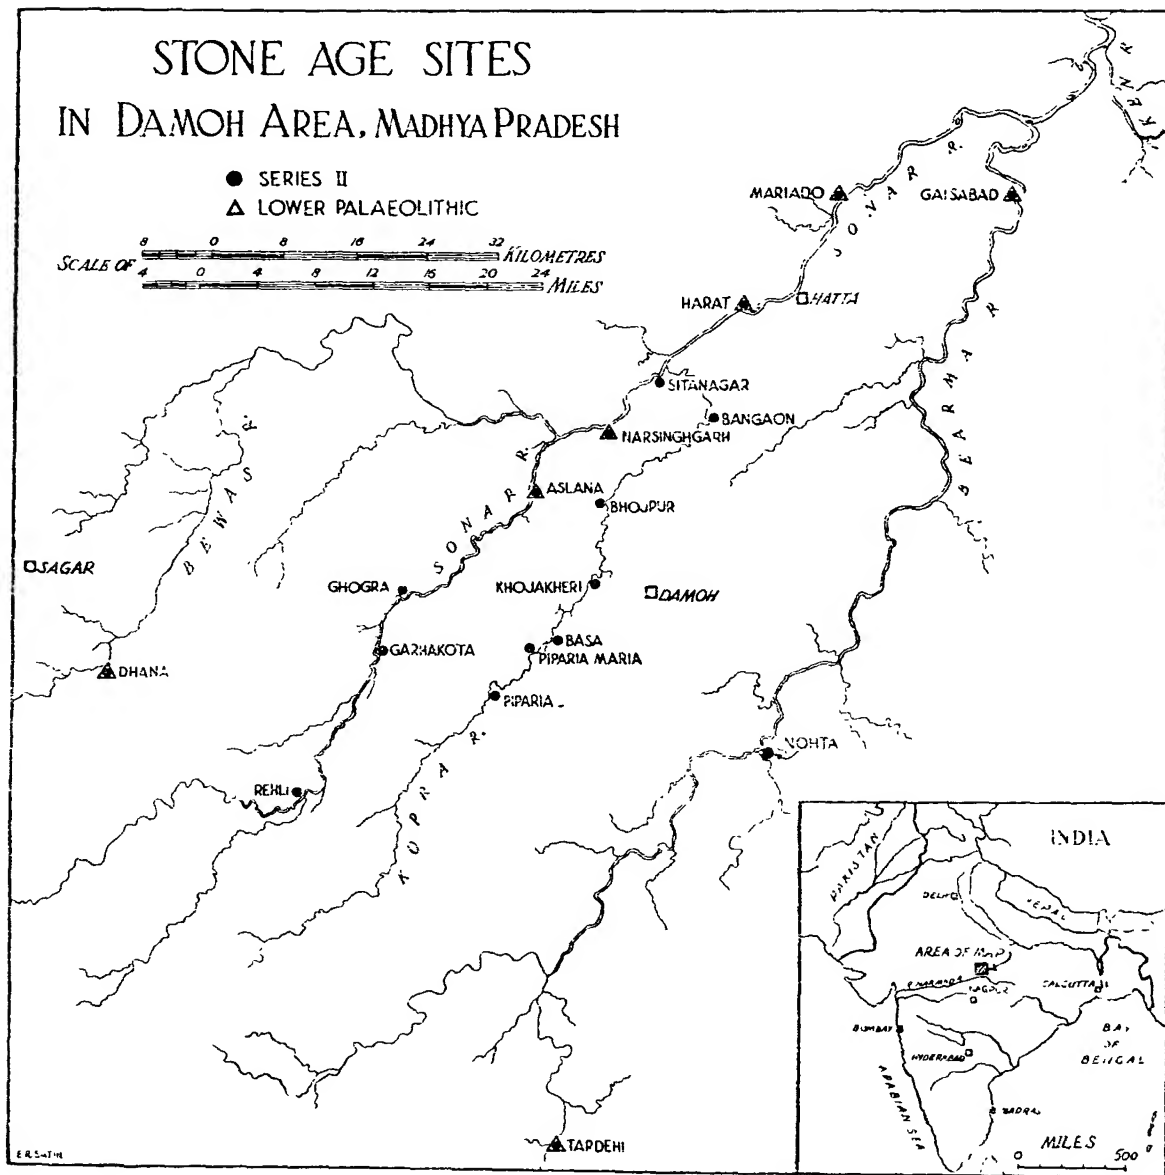 STONE AGE SITES
IN DAMOH AREA, MADHYA PRADESH
● SERIES II
△ LOWER PALAEOLITHIC
SCALE OF
8 0 8 16 24 32 KILOMETRES
4 0 4 8 12 16 20 24 MILES
KEN R
MARIADO
GAISABAD
SONAR R.
HARAT
HATTA
SITANAGAR
BANGAON
NARSINGHGARH
BEARMA R
BEWAS R.
ASLANA
BHOJPUR
SONAR R.
SAGAR
GHOGRA
KHOJAKHERI
DAMOH
BASA
GARHAKOTA
PIPARIA MARIA
DHANA
PIPARIA
NOHTA
REHLI
KOPRA R.
TARDEHI
INDIA
PAKISTAN
DELHI
NEPAL
AREA OF MAP
R NARMADA
NAGPUR
CALCUTTA
BOMBAY
BAY
OF
BENGAL
HYDERABAD
ARABIAN SEA
MADRAS
MILES
0 500